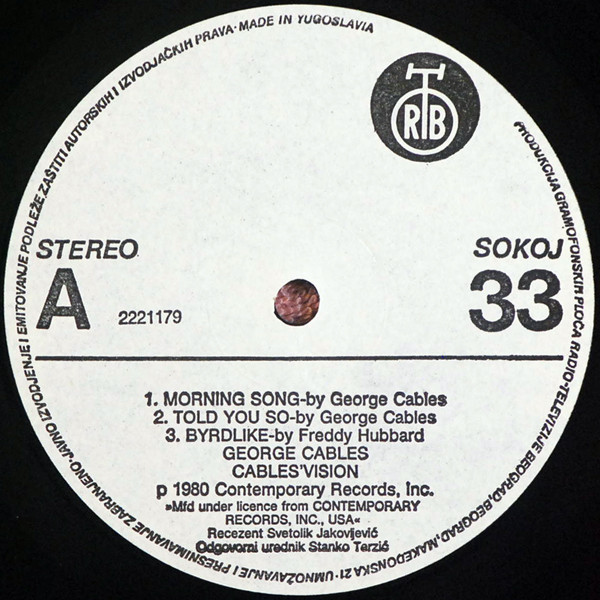 PRODUKCIJA GRAMOFONSKIH PLOČA RADIO-TELEVIZIJE BEOGRAD, BEOGRAD, MAKEDONSKA 21 · UMNOŽAVANJE I PRESNIMAVANJE ZABRANJENO · JAVNO IZVODJENJE I EMITOVANJE PODLEŽE ZAŠTITI AUTORSKIH I IZVODJAČKIH PRAVA · MADE IN YUGOSLAVIA
RTB
STEREO
SOKOJ
A
2221179
33
1. MORNING SONG-by George Cables
2. TOLD YOU SO-by George Cables
3. BYRDLIKE-by Freddy Hubbard
GEORGE CABLES
CABLES'VISION
p 1980 Contemporary Records, Inc.
»Mfd under licence from CONTEMPORARY
RECORDS, INC., USA«
Recezent Svetolik Jakovljević
Odgovorni urednik Stanko Terzić